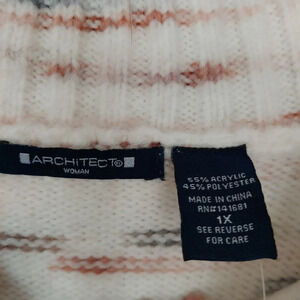 ARCHITECT®
WOMAN
55% ACRYLIC
45% POLYESTER
MADE IN CHINA
RN#141681
1X
SEE REVERSE
FOR CARE